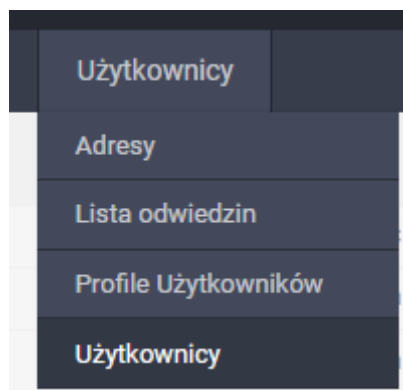 Użytkownicy
Adresy
Lista odwiedzin
Profile Użytkowników
Użytkownicy